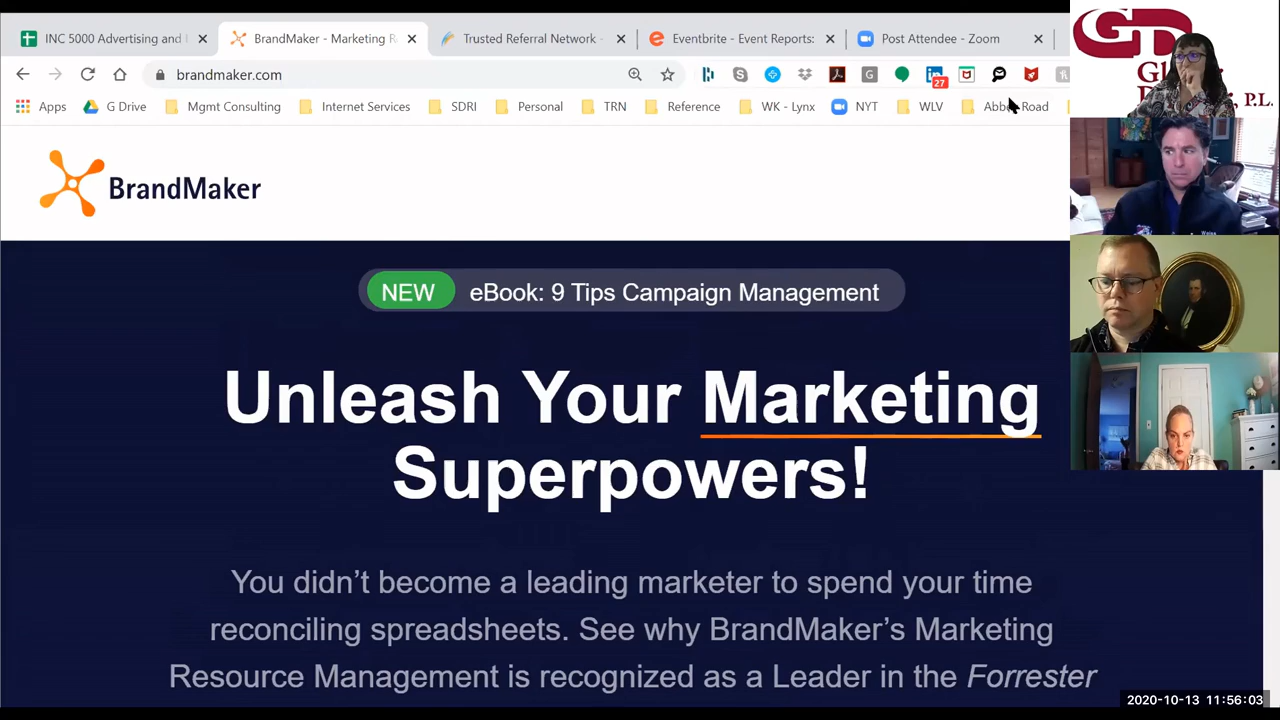 INC 5000 Advertising and
BrandMaker - Marketing R
Trusted Referral Network -
Eventbrite - Event Reports:
Post Attendee - Zoom
brandmaker.com
27
Apps
G Drive
Mgmt Consulting
Internet Services
SDRI
Personal
TRN
Reference
WK - Lynx
NYT
WLV
Abbey Road
GD
P.L.
BrandMaker
NEW eBook: 9 Tips Campaign Management
Unleash Your Marketing
Superpowers!
You didn’t become a leading marketer to spend your time
reconciling spreadsheets. See why BrandMaker’s Marketing
Resource Management is recognized as a Leader in the Forrester
2020-10-13 11:56:03